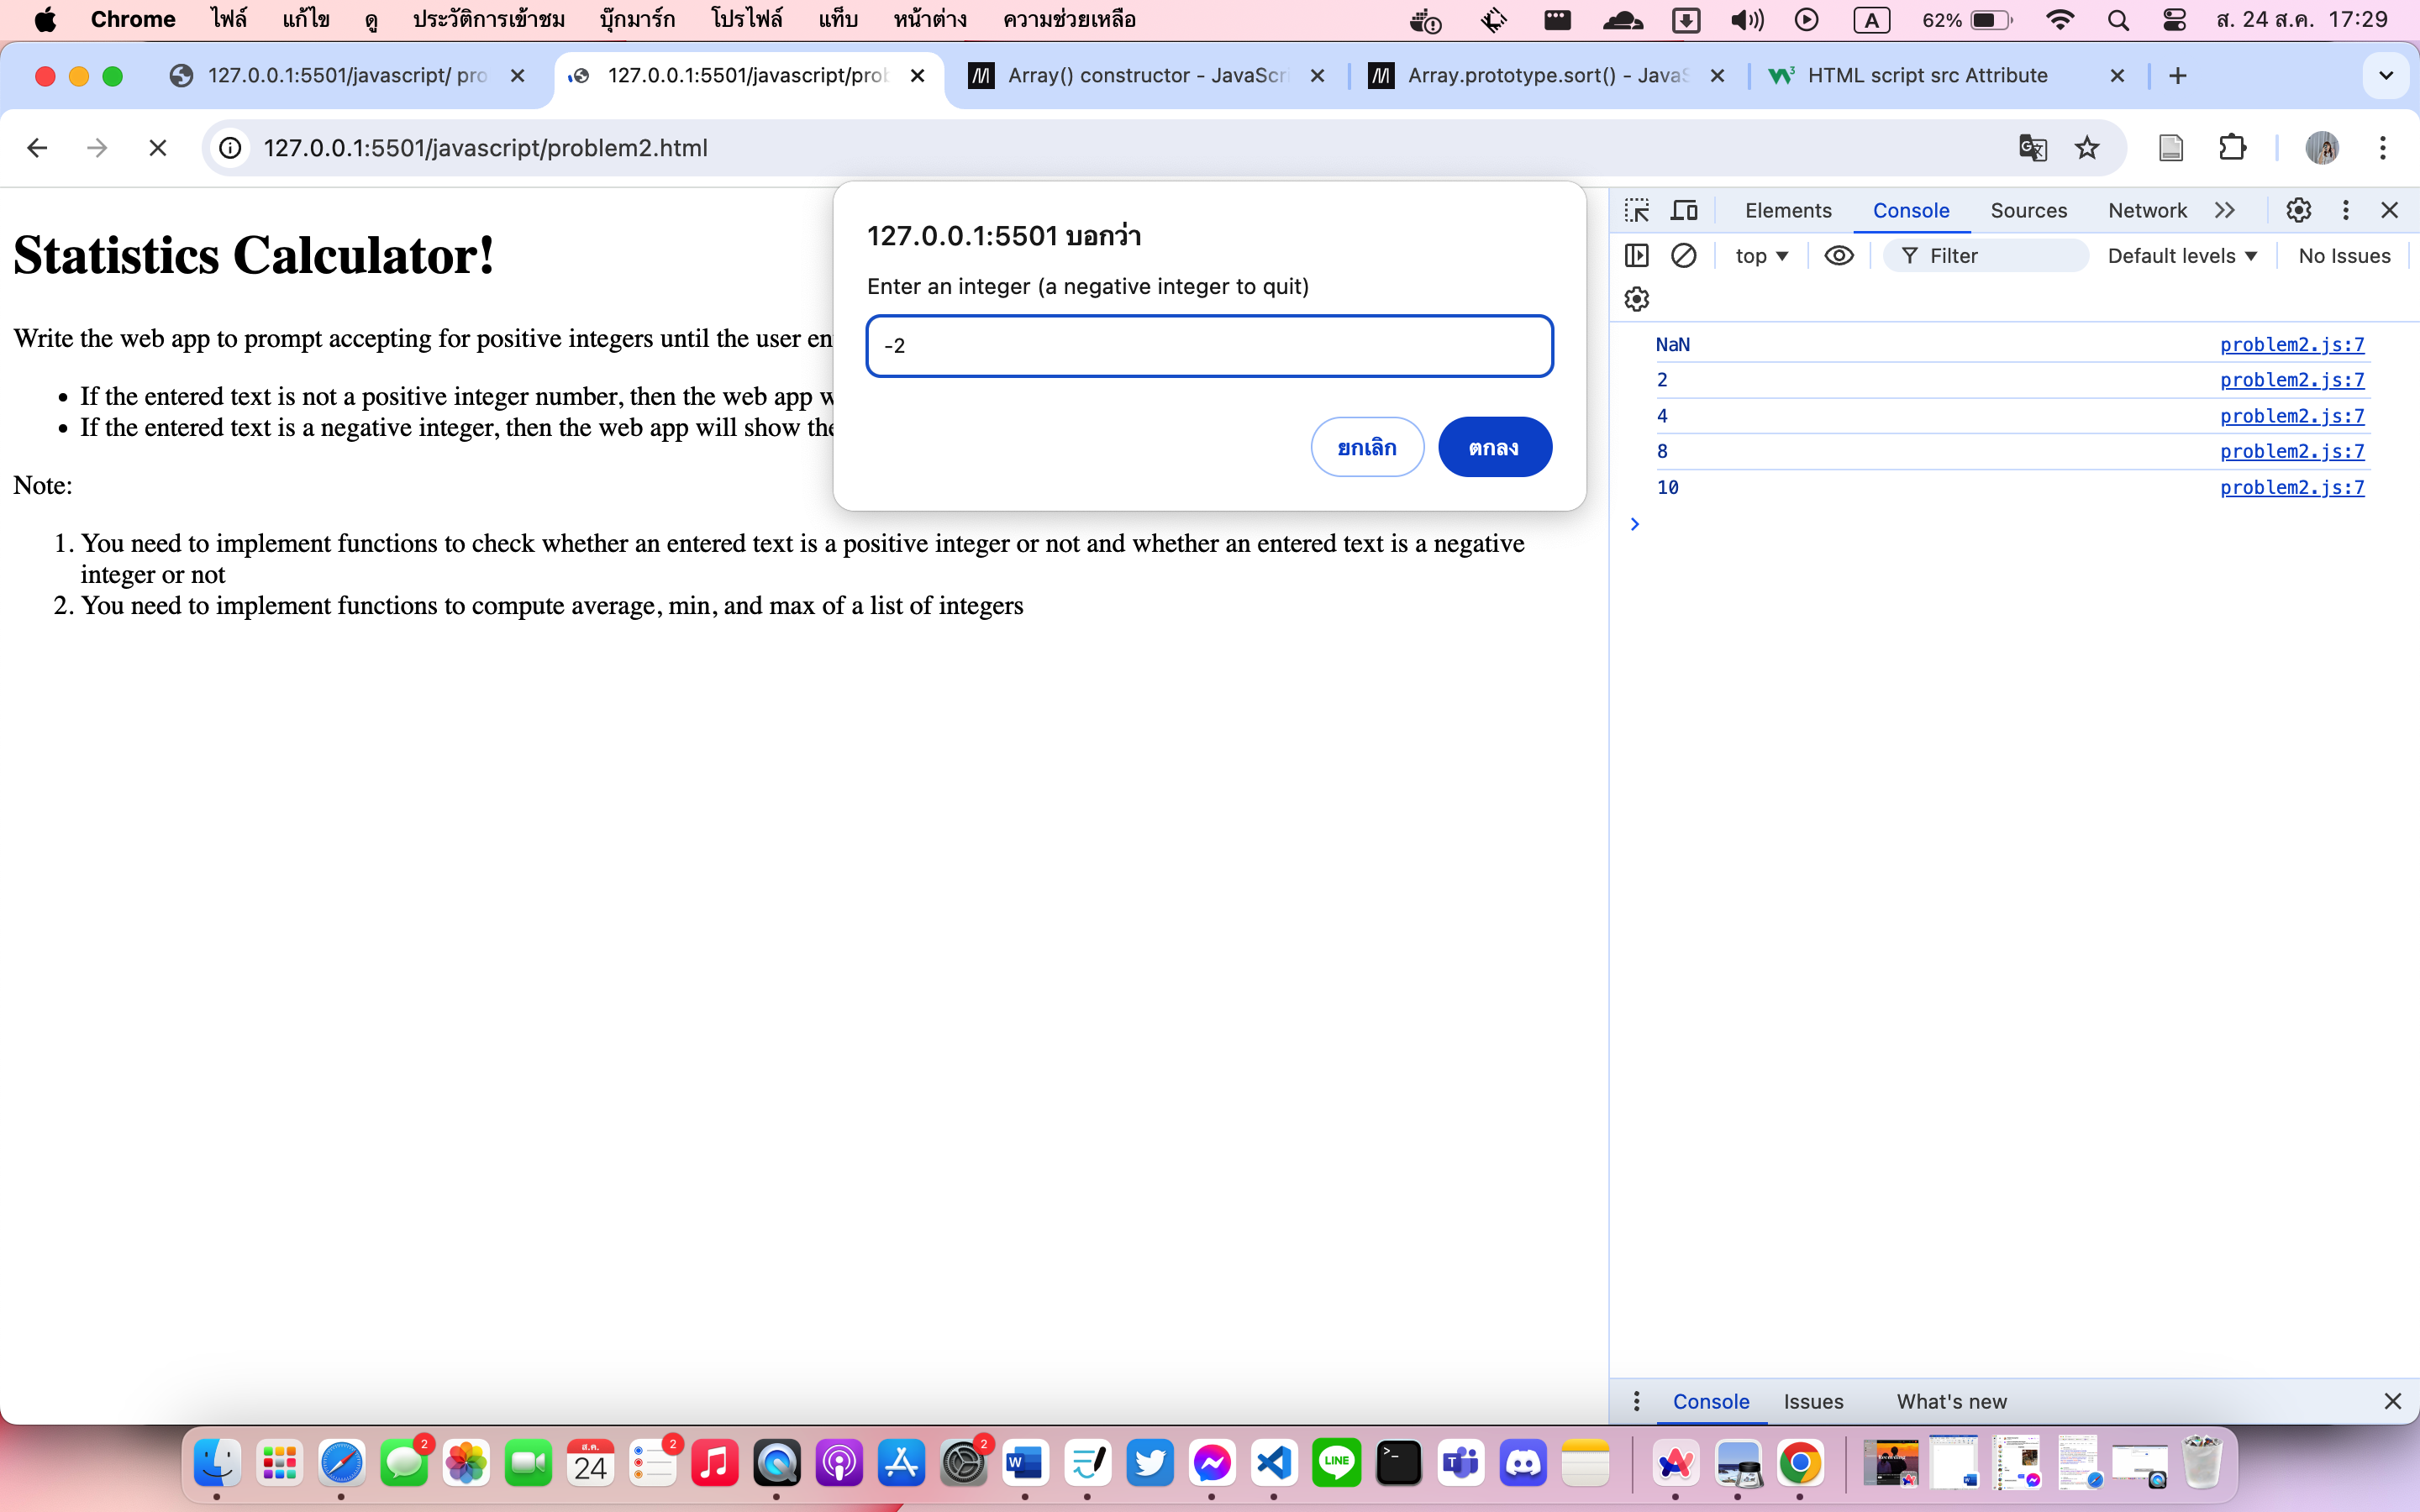 Chrome ไฟล์ แก้ไข ดู ประวัติการเข้าชม บุ๊กมาร์ก โปรไฟล์ แท็บ หน้าต่าง ความช่วยเหลือ A 62% ส. 24 ส.ค. 17:29
127.0.0.1:5501/javascript/ pro 127.0.0.1:5501/javascript/prob Array() constructor - JavaScri Array.prototype.sort() - JavaS HTML script src Attribute
127.0.0.1:5501/javascript/problem2.html
127.0.0.1:5501 บอกว่า
Enter an integer (a negative integer to quit)
-2
ยกเลิก ตกลง
Statistics Calculator!
Write the web app to prompt accepting for positive integers until the user en
If the entered text is not a positive integer number, then the web app w
If the entered text is a negative integer, then the web app will show the
Note:
1. You need to implement functions to check whether an entered text is a positive integer or not and whether an entered text is a negative
integer or not
2. You need to implement functions to compute average, min, and max of a list of integers
Elements Console Sources Network
top Filter Default levels No Issues
NaN problem2.js:7
2 problem2.js:7
4 problem2.js:7
8 problem2.js:7
10 problem2.js:7
Console Issues What's new
2 ส.ค. 24 2 2 W LINE T